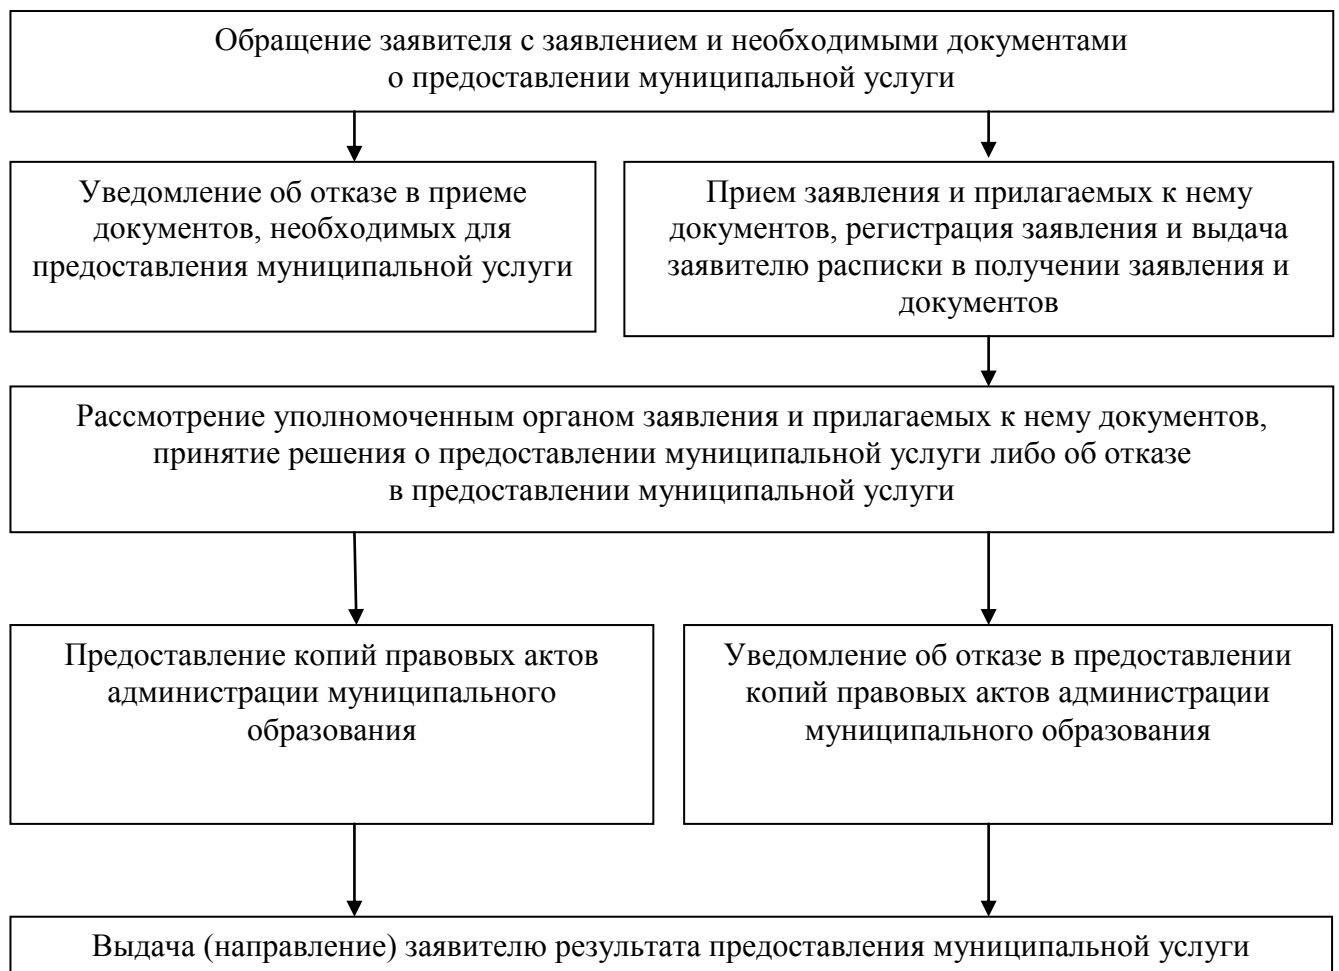 Обращение заявителя с заявлением и необходимыми документами
о предоставлении муниципальной услуги
Уведомление об отказе в приеме
документов, необходимых для
предоставления муниципальной услуги
Прием заявления и прилагаемых к нему
документов, регистрация заявления и выдача
заявителю расписки в получении заявления и
документов
Рассмотрение уполномоченным органом заявления и прилагаемых к нему документов,
принятие решения о предоставлении муниципальной услуги либо об отказе
в предоставлении муниципальной услуги
Предоставление копий правовых актов
администрации муниципального
образования
Уведомление об отказе в предоставлении
копий правовых актов администрации
муниципального образования
Выдача (направление) заявителю результата предоставления муниципальной услуги